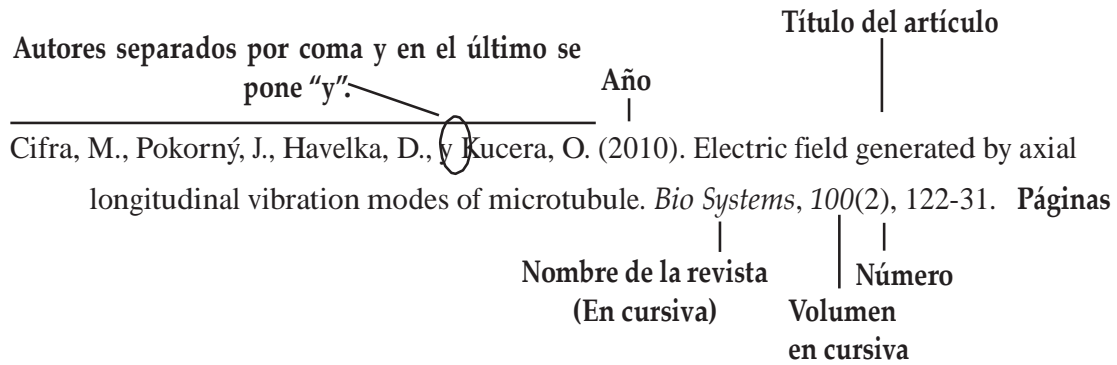 Título del artículo
Autores separados por coma y en el último se
pone “y”.
Año
Cifra, M., Pokorný, J., Havelka, D., y Kucera, O. (2010). Electric field generated by axial
longitudinal vibration modes of microtubule. Bio Systems, 100(2), 122-31. Páginas
Nombre de la revista
(En cursiva)
Número
Volumen
en cursiva